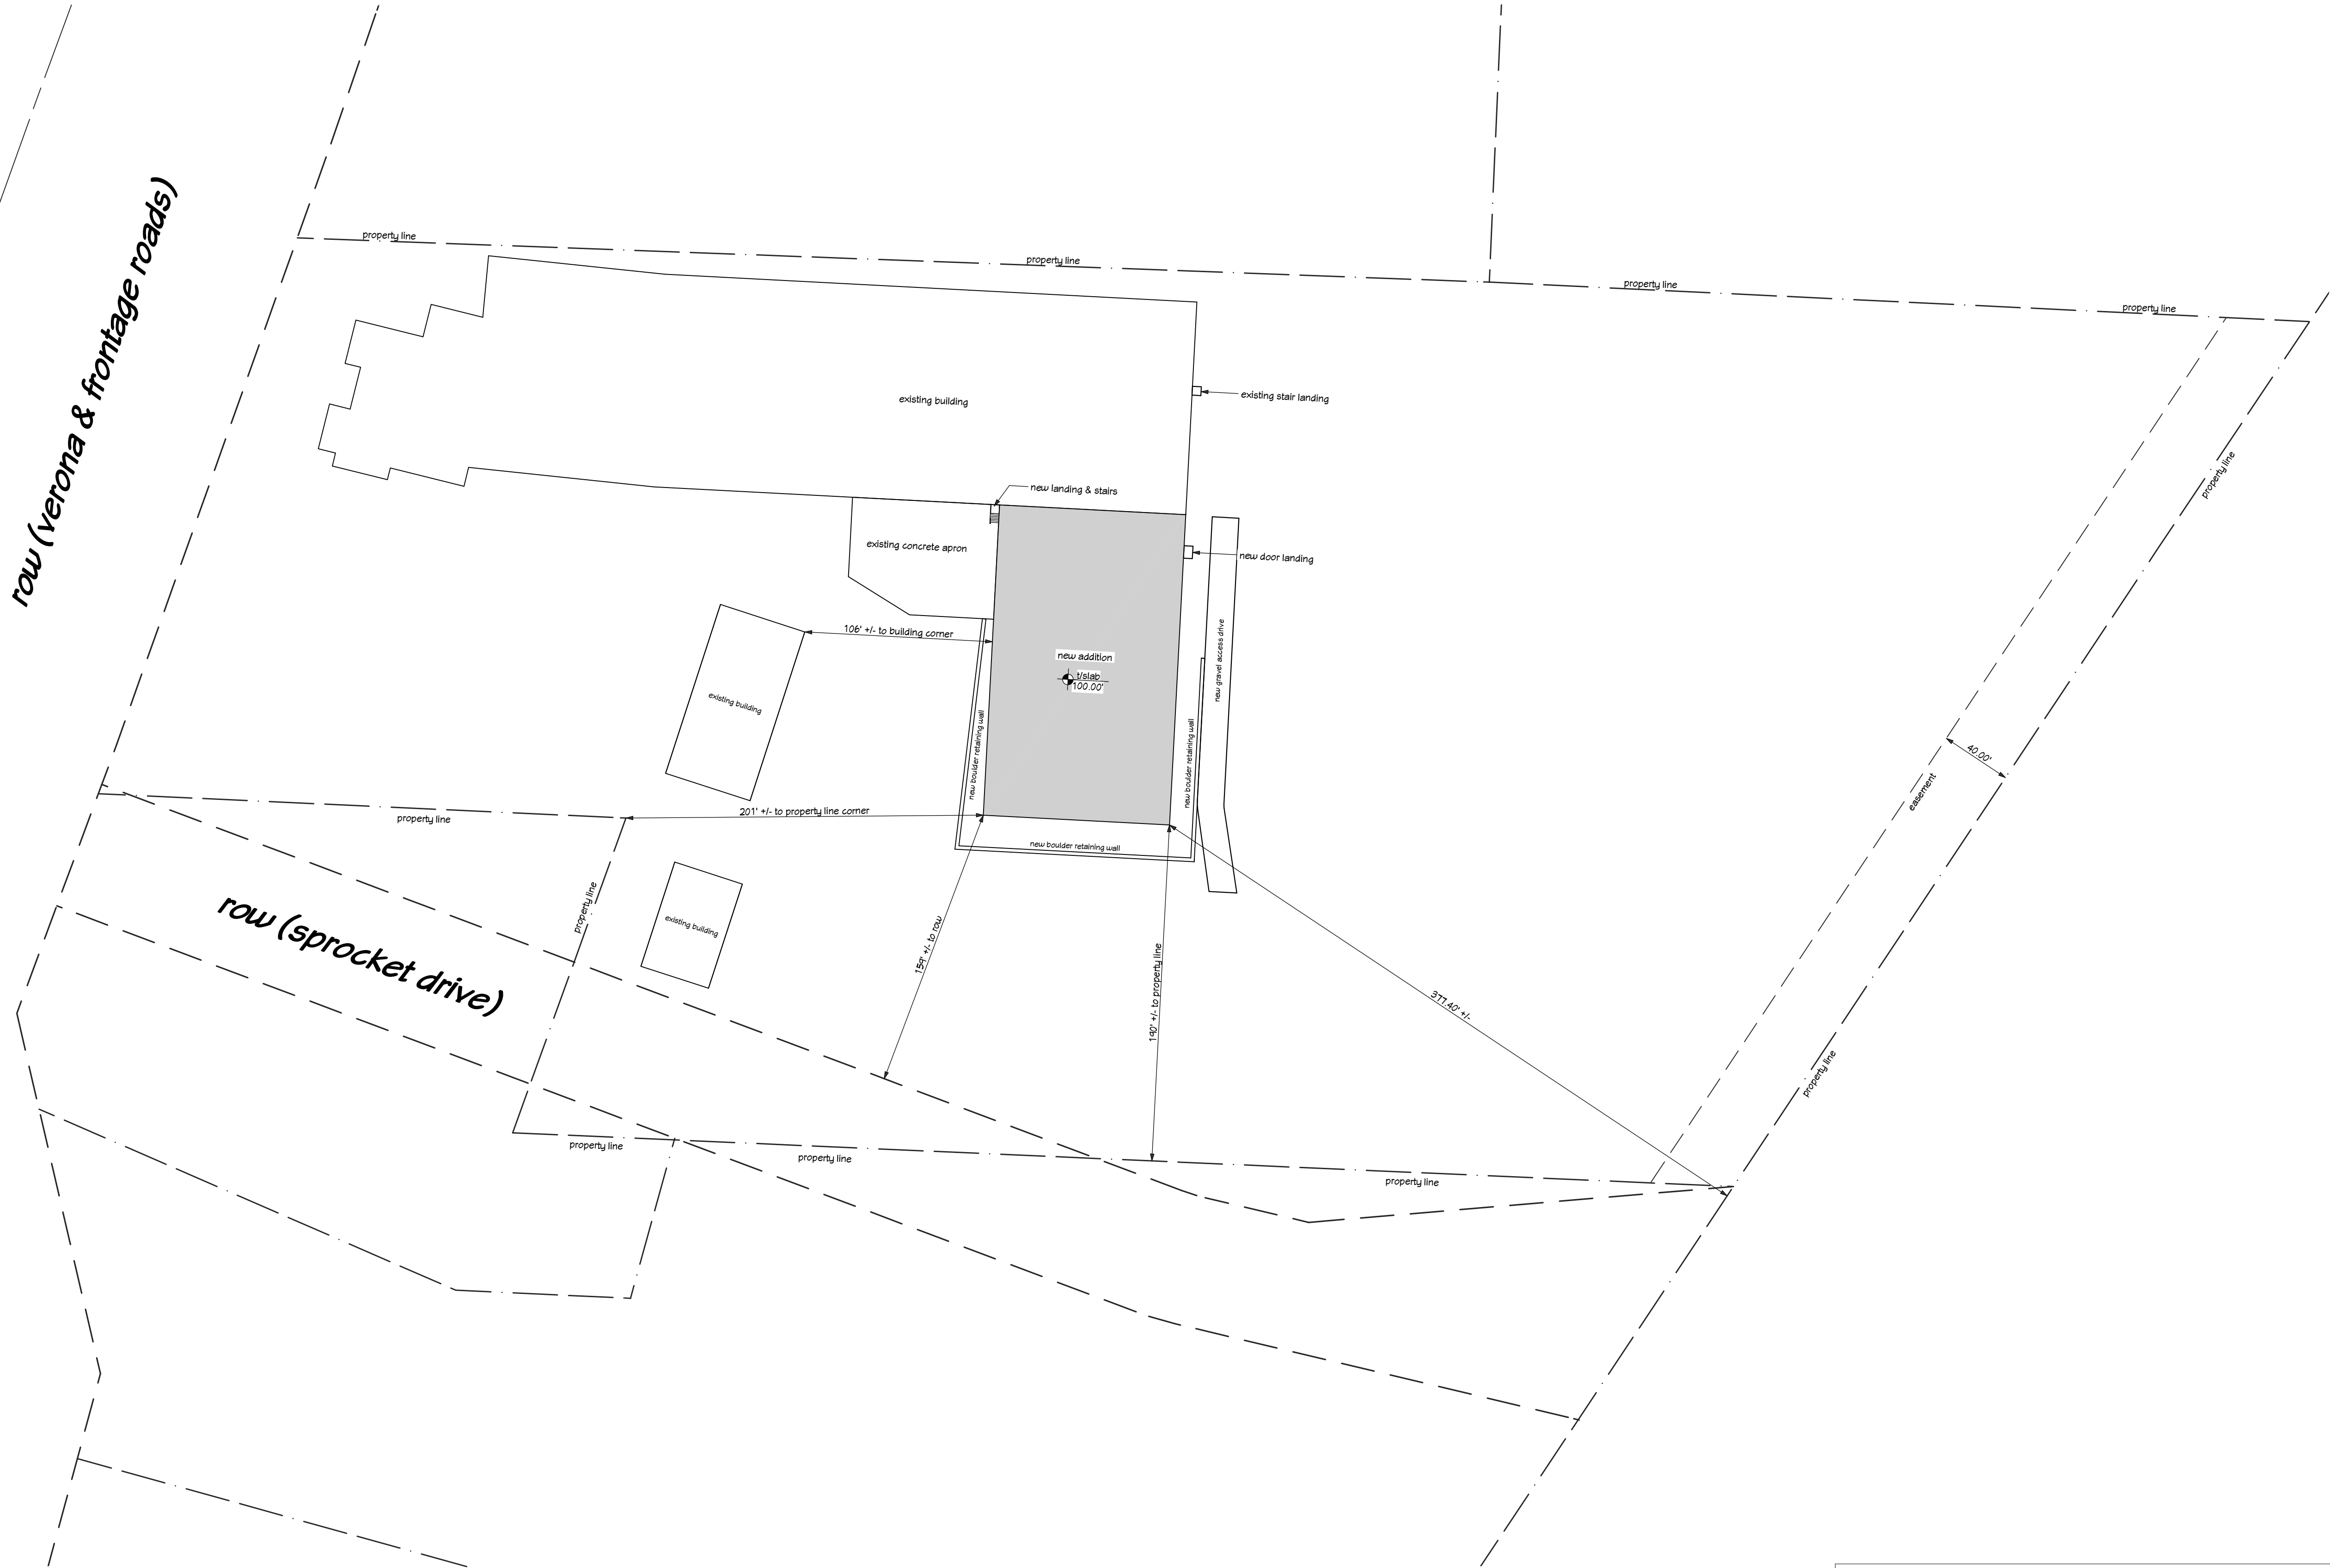 row (verona & frontage roads)
property line
property line
property line
property line
existing building
existing stair landing
new landing & stairs
existing concrete apron
new door landing
property line
106' +/- to building corner
new addition
t/slab
100.00'
new gravel access drive
existing building
new boulder retaining wall
new boulder retaining wall
40.00'
easement
property line
201' +/- to property line corner
new boulder retaining wall
property line
existing building
row (sprocket drive)
159' +/- to row
190' +/- to property line
377.40' +/-
property line
property line
property line
property line